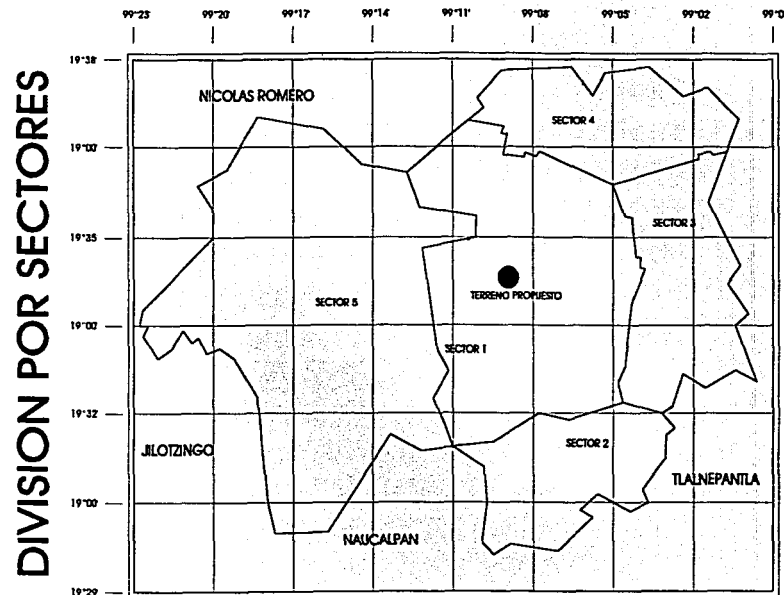 DIVISION POR SECTORES
99°23 99°20 99°17 99°14 99°11 99°08 99°05 99°02
19°38
NICOLAS ROMERO
SECTOR 4
19°00
SECTOR 3
19°35
TERRENO PROPUESTO
SECTOR 5
19°00
SECTOR 1
19°32
SECTOR 2
JILOTZINGO
TLALNEPANTLA
19°00
NAUCALPAN
19°29